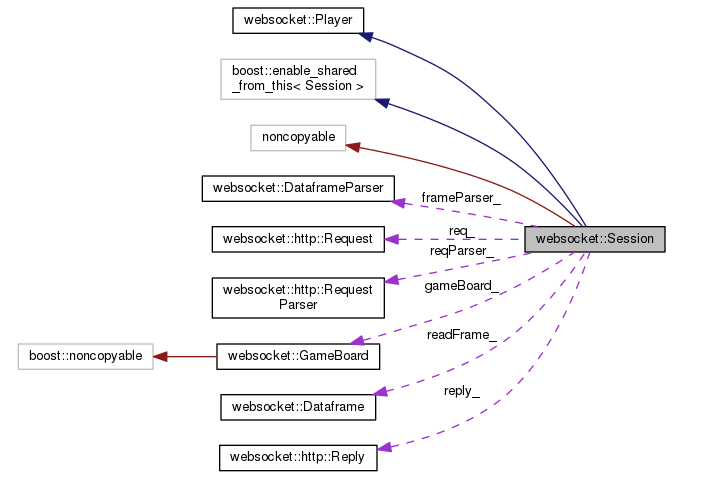 websocket::Player
boost::enable_shared
_from_this< Session >
noncopyable
websocket::DataframeParser
frameParser_
websocket::http::Request
req_
websocket::Session
reqParser_
websocket::http::Request
Parser
gameBoard_
boost::noncopyable
websocket::GameBoard
readFrame_
websocket::Dataframe
reply_
websocket::http::Reply